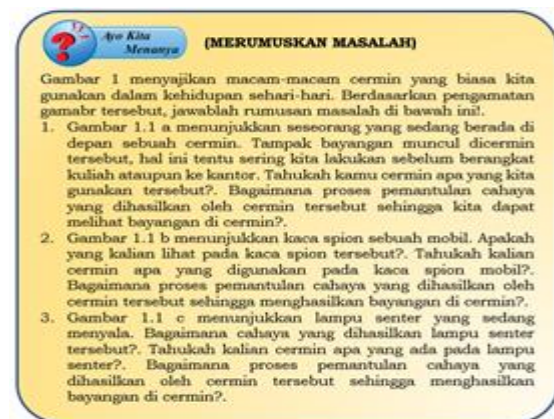 Ayo Kita
Menanya
(MERUMUSKAN MASALAH)
Gambar 1 menyajikan macam-macam cermin yang biasa kita
gunakan dalam kehidupan sehari-hari. Berdasarkan pengamatan
gamabr tersebut, jawablah rumusan masalah di bawah ini!.
1. Gambar 1.1 a menunjukkan seseorang yang sedang berada di
depan sebuah cermin. Tampak bayangan muncul dicermin
tersebut, hal ini tentu sering kita lakukan sebelum berangkat
kuliah ataupun ke kantor. Tahukah kamu cermin apa yang kita
gunakan tersebut?. Bagaimana proses pemantulan cahaya
yang dihasilkan oleh cermin tersebut sehingga kita dapat
melihat bayangan di cermin?.
2. Gambar 1.1 b menunjukkan kaca spion sebuah mobil. Apakah
yang kalian lihat pada kaca spion tersebut?. Tahukah kalian
cermin apa yang digunakan pada kaca spion mobil?.
Bagaimana proses pemantulan cahaya yang dihasilkan oleh
cermin tersebut sehingga menghasilkan bayangan di cermin?.
3. Gambar 1.1 c menunjukkan lampu senter yang sedang
menyala. Bagaimana cahaya yang dihasilkan lampu senter
tersebut?. Tahukah kalian cermin apa yang ada pada lampu
senter?. Bagaimana proses pemantulan cahaya yang
dihasilkan oleh cermin tersebut sehingga menghasilkan
bayangan di cermin?.